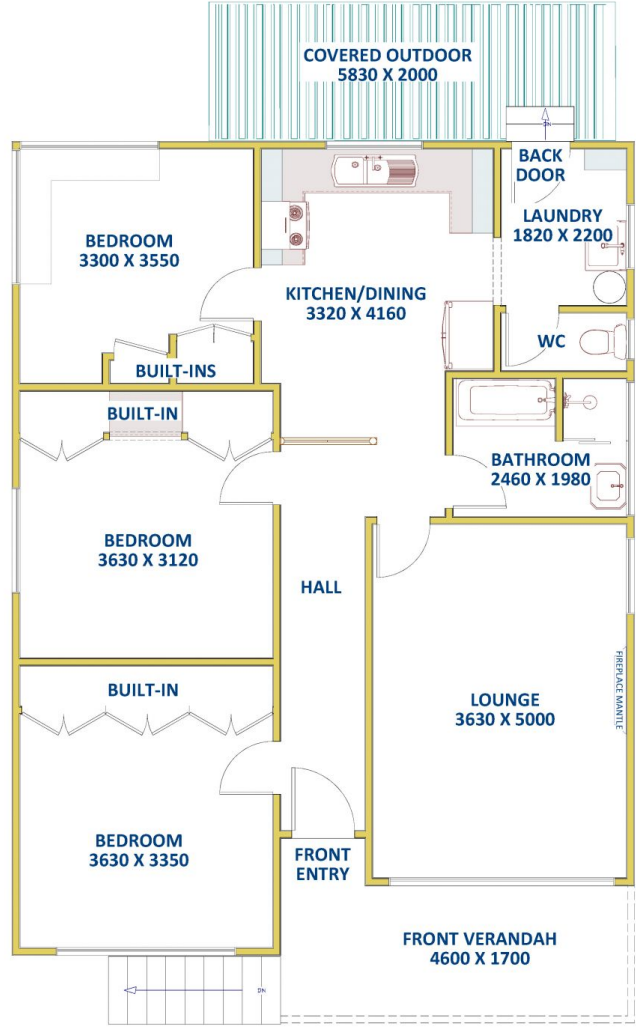 COVERED OUTDOOR
5830 X 2000
DN
BACK
DOOR
LAUNDRY
1820 X 2200
BEDROOM
3300 X 3550
KITCHEN/DINING
3320 X 4160
WC
BUILT-INS
BUILT-IN
BATHROOM
2460 X 1980
BEDROOM
3630 X 3120
HALL
FIREPLACE MANTLE
BUILT-IN
LOUNGE
3630 X 5000
BEDROOM
3630 X 3350
FRONT
ENTRY
FRONT VERANDAH
4600 X 1700
DN